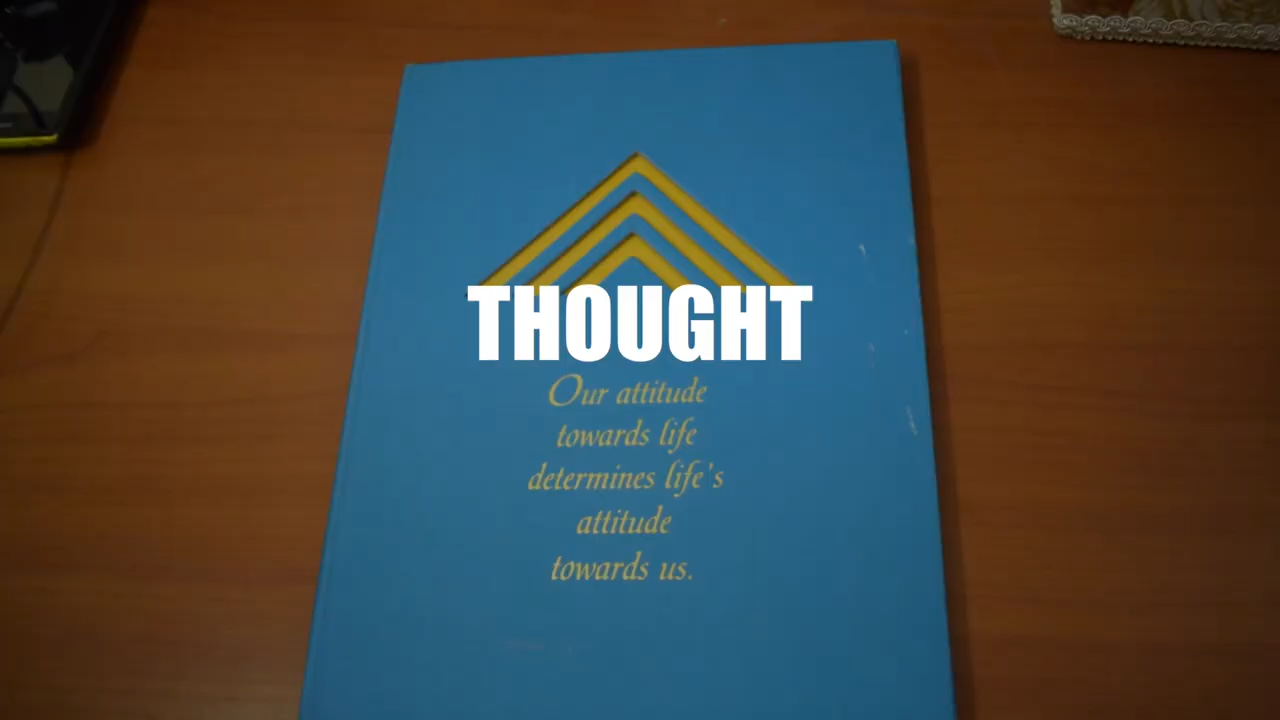 THOUGHT
Our attitude
towards life
determines life's
attitude
towards us.